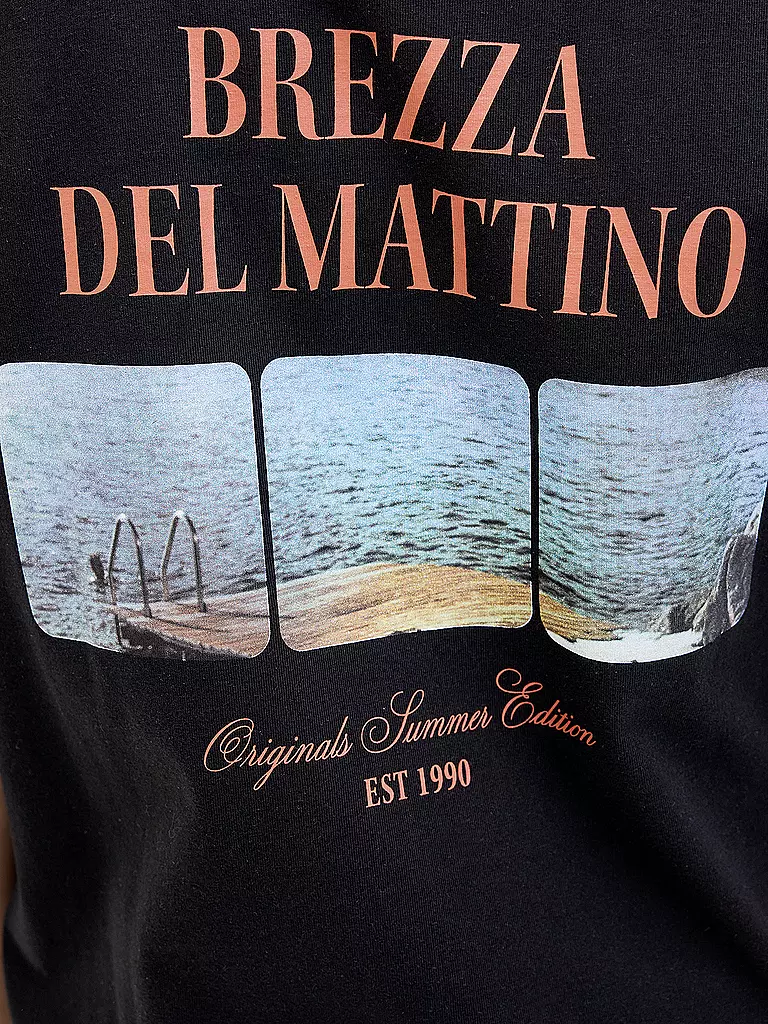 BREZZA
DEL MATTINO
Originals Summer Edition
EST 1990